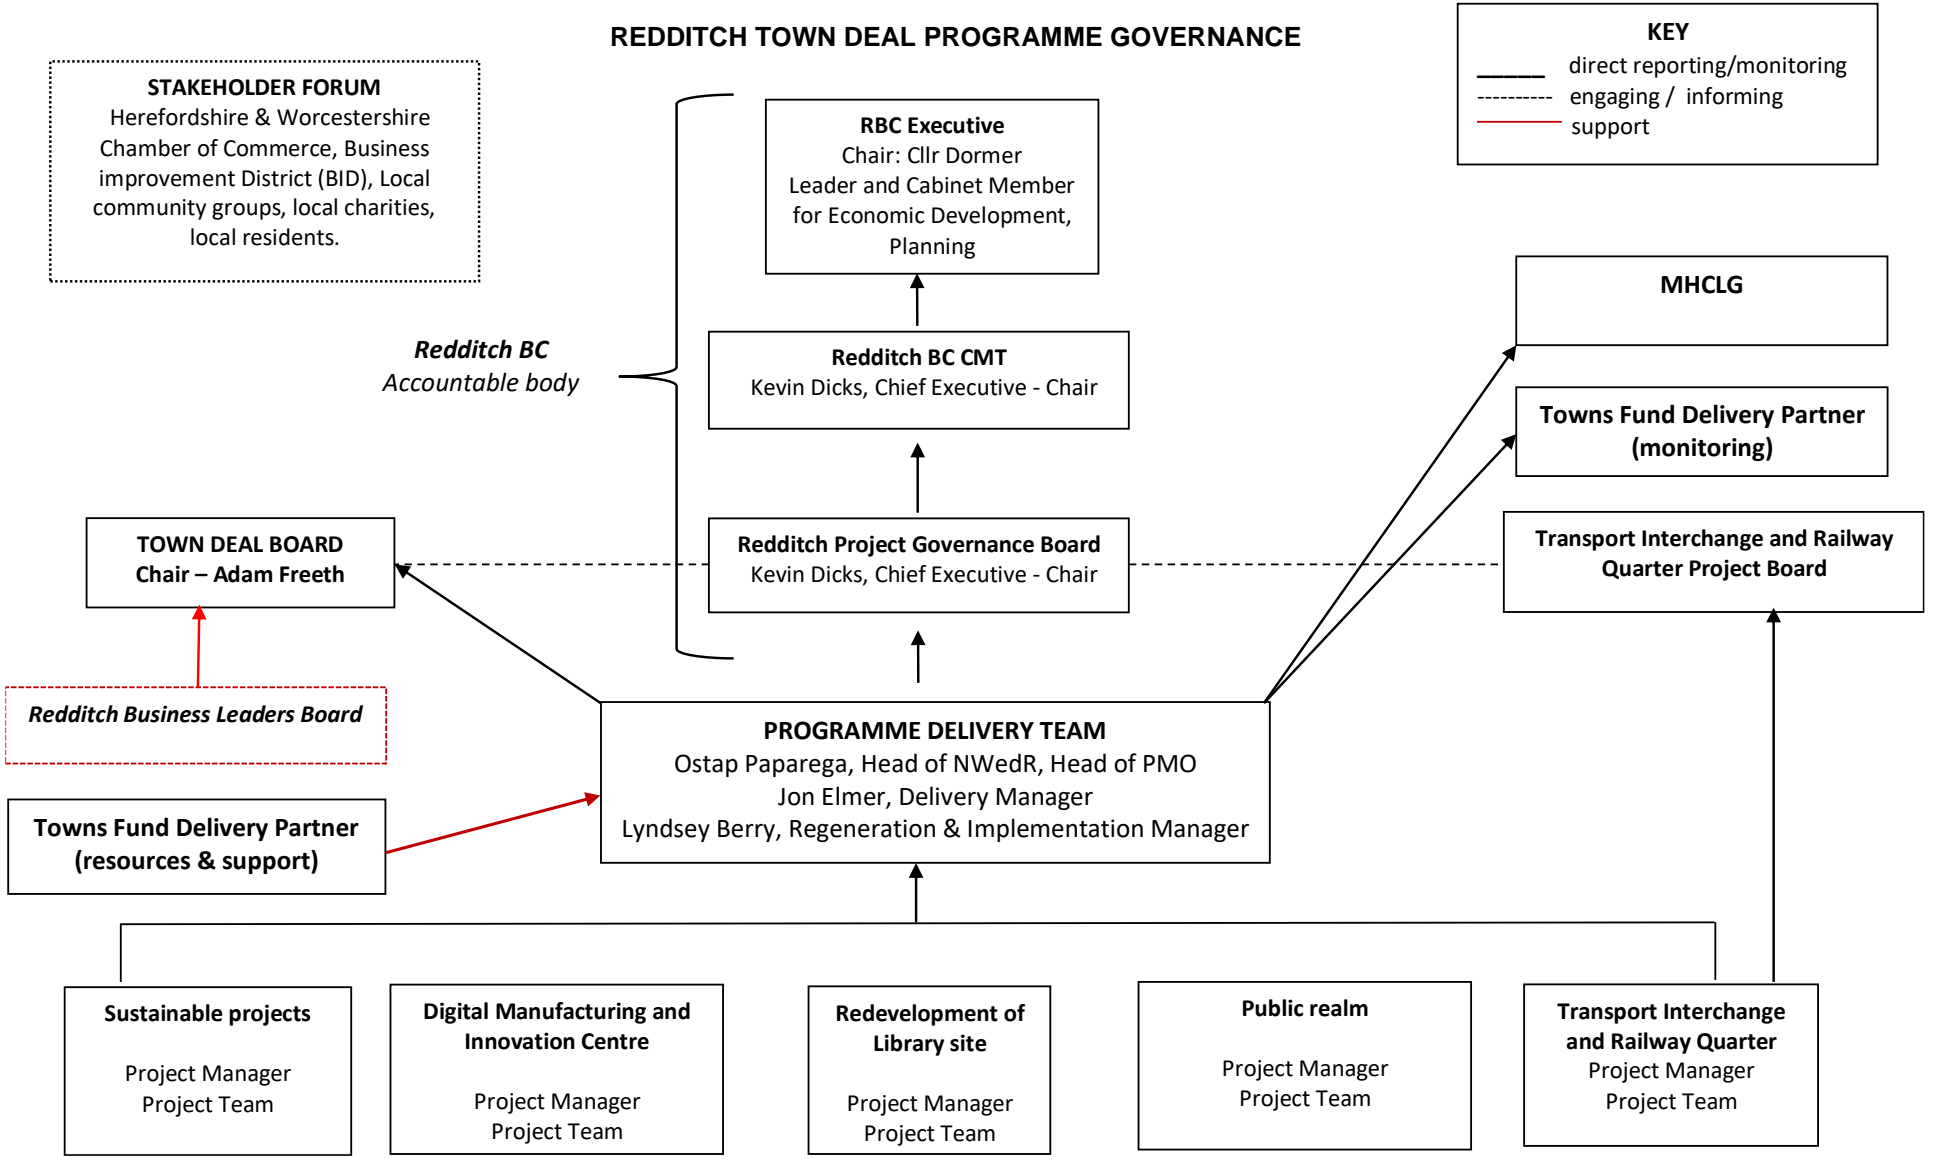 REDDITCH TOWN DEAL PROGRAMME GOVERNANCE
KEY
direct reporting/monitoring
engaging / informing
support
STAKEHOLDER FORUM
Herefordshire & Worcestershire
Chamber of Commerce, Business
improvement District (BID), Local
community groups, local charities,
local residents.
RBC Executive
Chair: Cllr Dormer
Leader and Cabinet Member
for Economic Development,
Planning
MHCLG
Redditch BC
Accountable body
Redditch BC CMT
Kevin Dicks, Chief Executive - Chair
Towns Fund Delivery Partner
(monitoring)
TOWN DEAL BOARD
Chair – Adam Freeth
Redditch Project Governance Board
Kevin Dicks, Chief Executive - Chair
Transport Interchange and Railway
Quarter Project Board
Redditch Business Leaders Board
PROGRAMME DELIVERY TEAM
Ostap Paparega, Head of NWedR, Head of PMO
Jon Elmer, Delivery Manager
Lyndsey Berry, Regeneration & Implementation Manager
Towns Fund Delivery Partner
(resources & support)
Sustainable projects
Project Manager
Project Team
Digital Manufacturing and
Innovation Centre
Project Manager
Project Team
Redevelopment of
Library site
Project Manager
Project Team
Public realm
Project Manager
Project Team
Transport Interchange
and Railway Quarter
Project Manager
Project Team